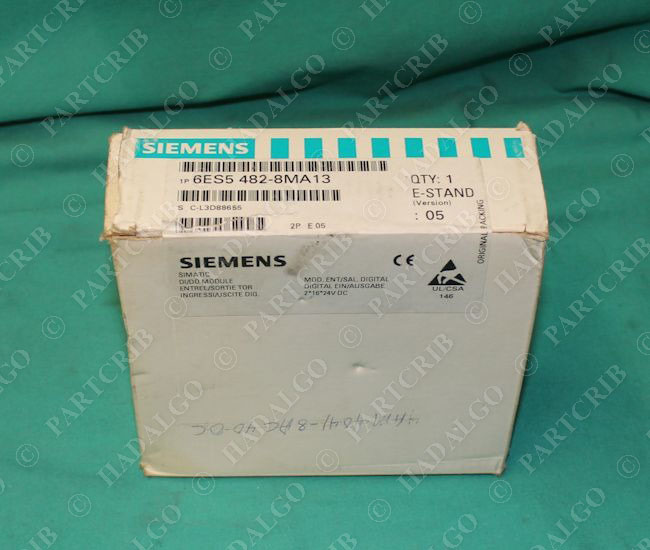 SIEMENS
1P 6ES5 482-8MA13
QTY: 1
E-STAND
(Version)
: 05
S C-L3D88655
2P E 05
ORIGINAL PACKING
SIEMENS
SIMATIC
DI/DO, MODULE
ENTREL/SORTIE TOR
INGRESSI/USCITE DIG.
MOD. ENT/SAL. DIGITAL
DIGITAL EIN/AUSGABE
2*16*24V DC
CE
UL/CSA
146
PARTCRIB
HADALGO